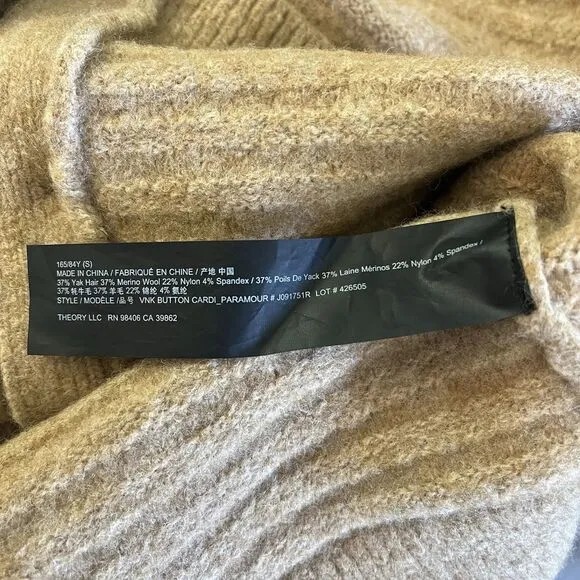 165/84Y (S)
MADE IN CHINA / FABRIQUÉ EN CHINE / 产地 中国
37% Yak Hair 37% Merino Wool 22% Nylon 4% Spandex / 37% Poils De Yack 37% Laine Mérinos 22% Nylon 4% Spandex /
37% 牦牛毛 37% 羊毛 22% 锦纶 4% 氨纶
STYLE / MODÈLE / 品号 VNK BUTTON CARDI_PARAMOUR # J091751R LOT # 426505
THEORY LLC RN 98406 CA 39862